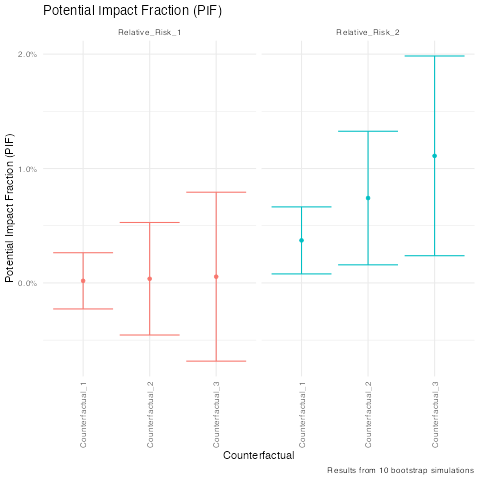 Potential Impact Fraction (PIF)
Relative_Risk_1
Relative_Risk_2
Potential Impact Fraction (PIF)
2.0%
1.0%
0.0%
Counterfactual_1
Counterfactual_2
Counterfactual_3
Counterfactual_1
Counterfactual_2
Counterfactual_3
Counterfactual
Results from 10 bootstrap simulations